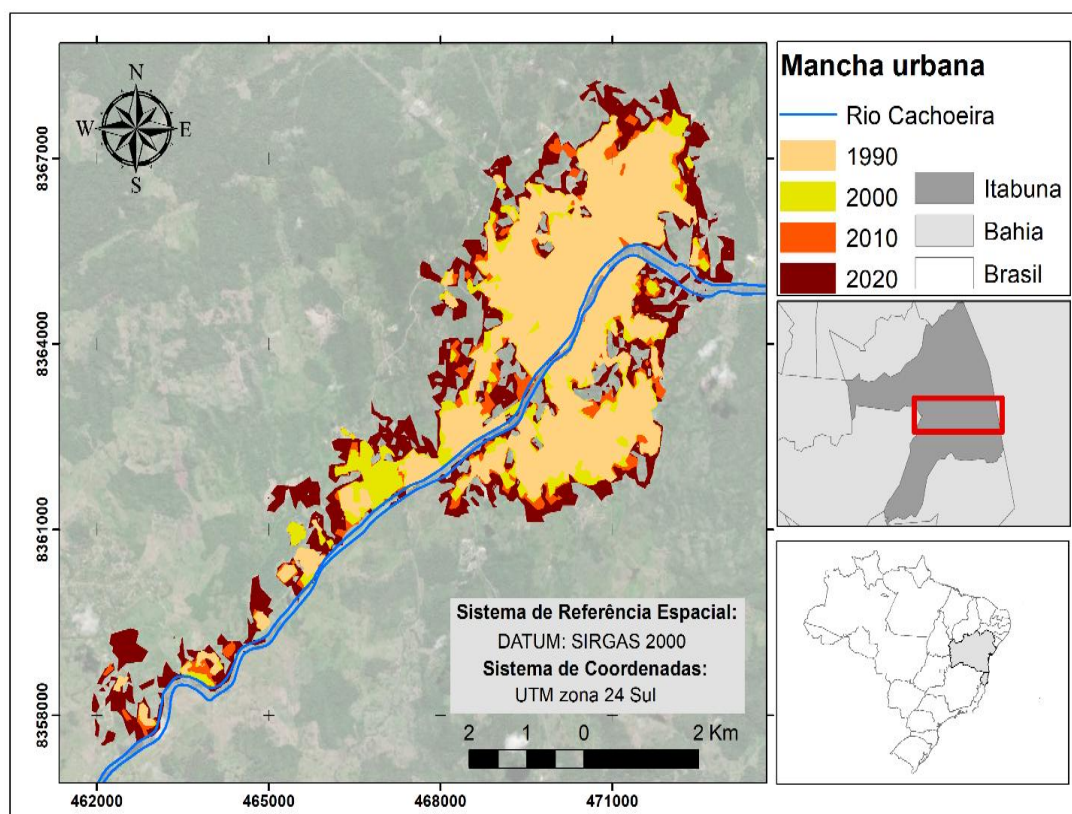 N
W
E
S
8367000
8364000
8361000
8358000
462000
465000
468000
471000
Sistema de Referência Espacial:
DATUM: SIRGAS 2000
Sistema de Coordenadas:
UTM zona 24 Sul
2 1 0 2 Km
Mancha urbana
Rio Cachoeira
1990
2000
2010
2020
Itabuna
Bahia
Brasil